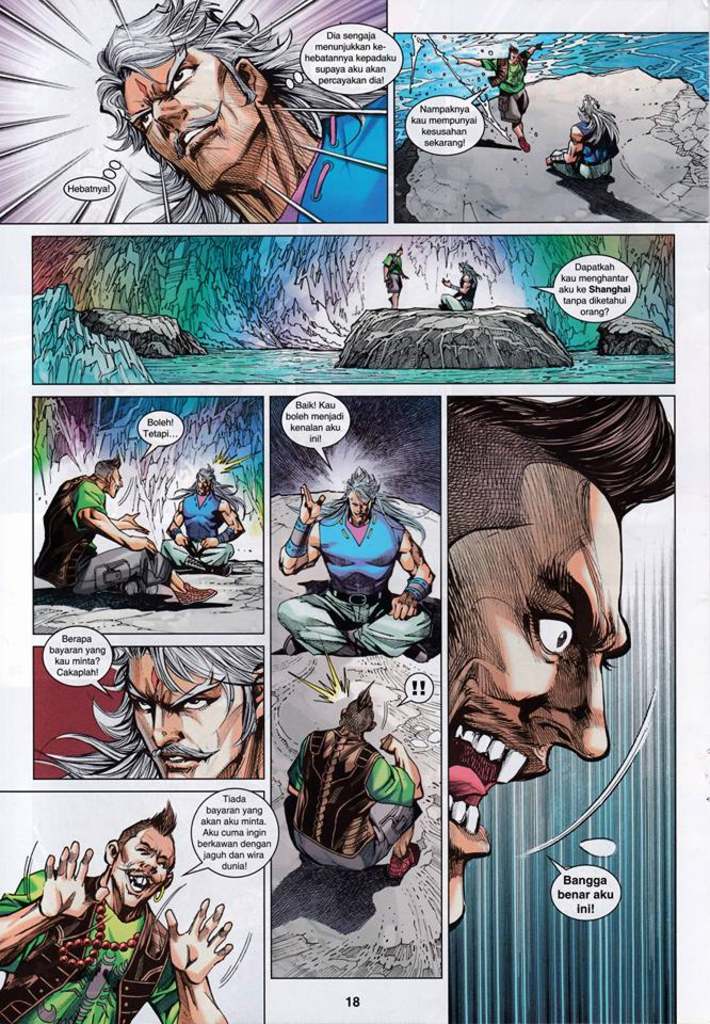 Dia sengaja
menunjukkan ke-
hebatannya kepadaku
supaya aku akan
percayakan dia!
Hebatnya!
Nampaknya
kau mempunyai
kesusahan
sekarang!
Dapatkah
kau menghantar
aku ke Shanghai
tanpa diketahui
orang?
Boleh!
Tetapi...
Berapa
bayaran yang
kau minta?
Cakaplah!
Tiada
bayaran yang
akan aku minta.
Aku cuma ingin
berkawan dengan
jaguh dan wira
dunia!
Baik! Kau
boleh menjadi
kenalan aku
ini!
!!
Bangga
benar aku
ini!
18